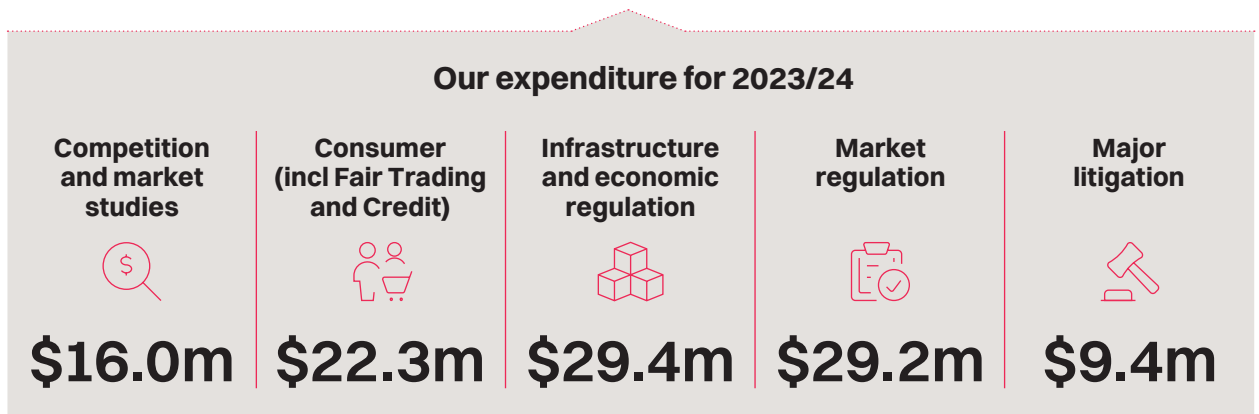 Our expenditure for 2023/24
Competition
and market
studies
$
$16.0m
Consumer
(incl Fair Trading
and Credit)
$22.3m
Infrastructure
and economic
regulation
$29.4m
Market
regulation
$29.2m
Major
litigation
$9.4m